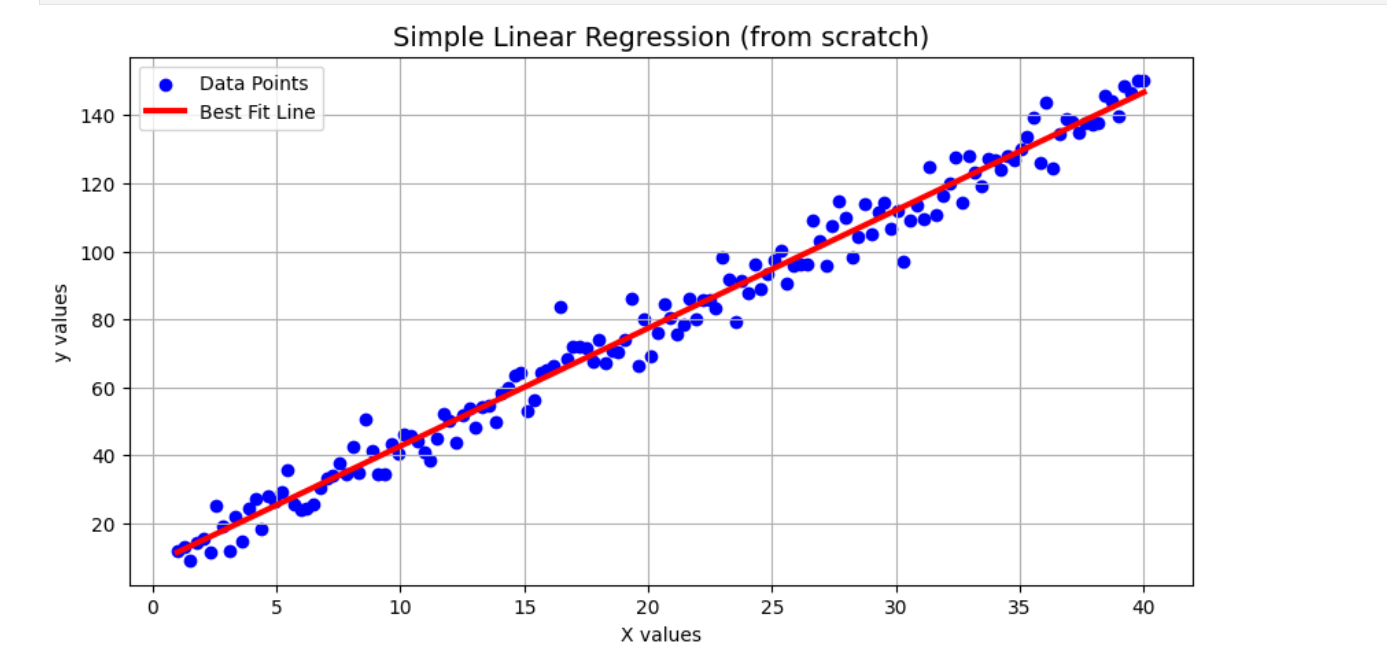 Simple Linear Regression (from scratch)
Data Points
Best Fit Line
140
120
100
80
60
40
20
y values
0 5 10 15 20 25 30 35 40
X values